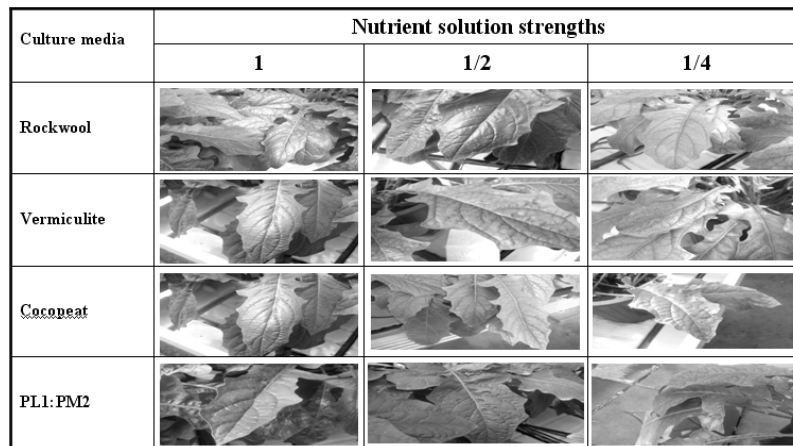 Culture media
Nutrient solution strengths
1
1/2
1/4
Rockwool
Vermiculite
Cocopeat
PL1:PM2